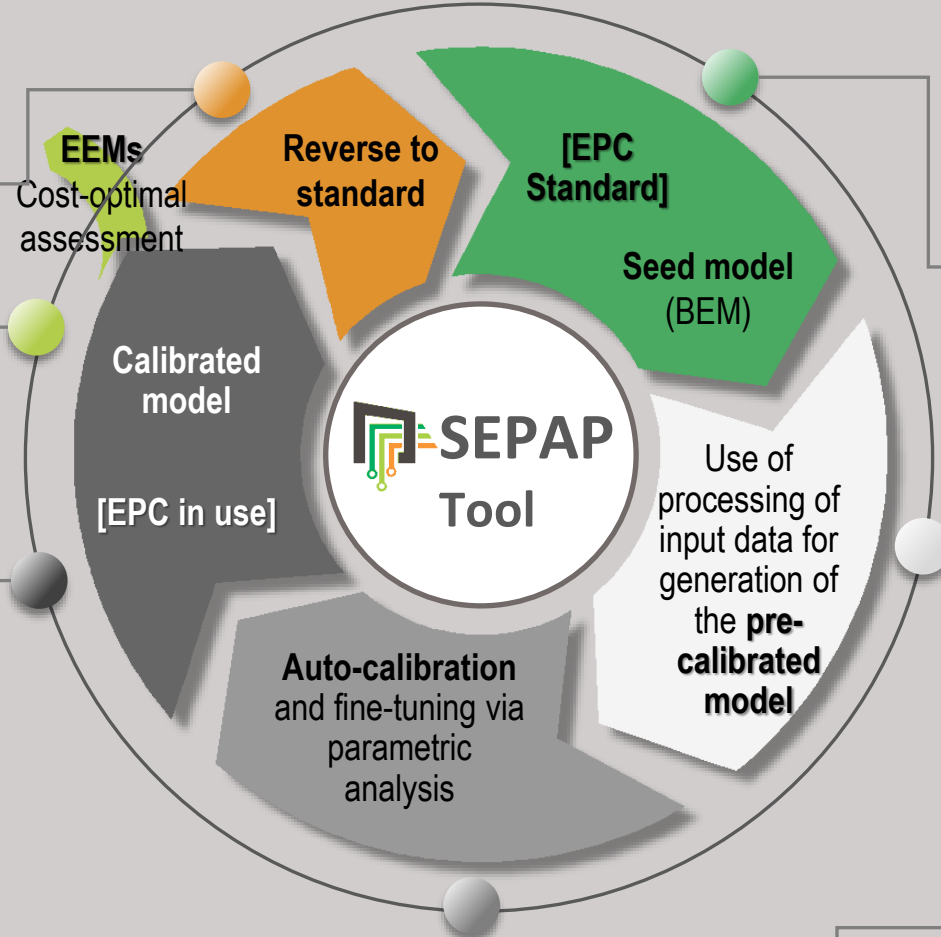 EEMs
Cost-optimal
assessment
Reverse to
standard
[EPC
Standard]
Seed model
(BEM)
Use of
processing of
input data for
generation of
the pre-
calibrated
model
Auto-calibration
and fine-tuning via
parametric
analysis
Calibrated
model
[EPC in use]
SEPAP
Tool